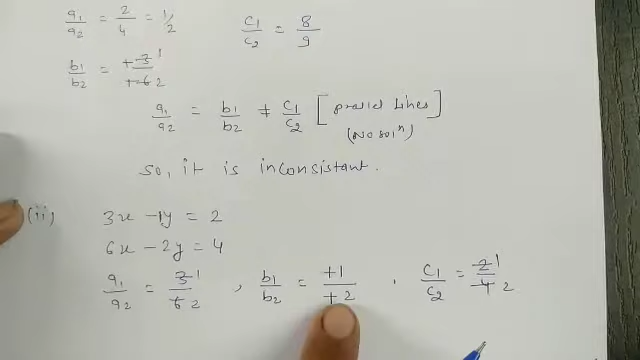 a₁/a₂ = 2/4 = 1/2   c₁/c₂ = 8/9
b₁/b₂ = +3 1/+-6 2
a₁/a₂ = b₁/b₂ ≠ c₁/c₂ [
(No solⁿ)
so, it is inconsistant.
(ii) 3x - 1y = 2
6x - 2y = 4
a₁/a₂ = 3 1/6 2 , b₁/b₂ = +1/+2 , c₁/c₂ = 2 1/4 2